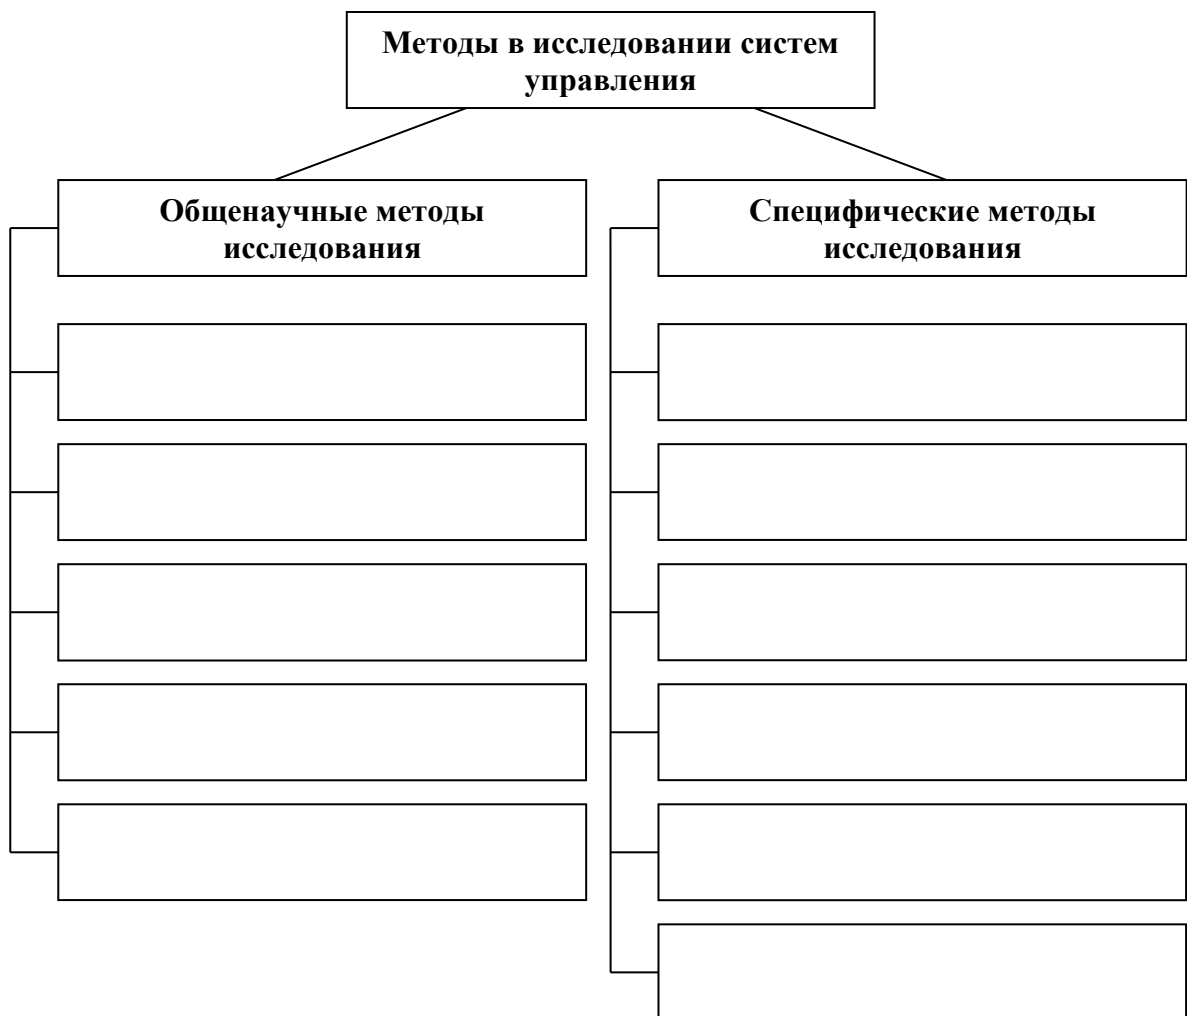 Методы в исследовании систем
управления
Общенаучные методы
исследования
Специфические методы
исследования